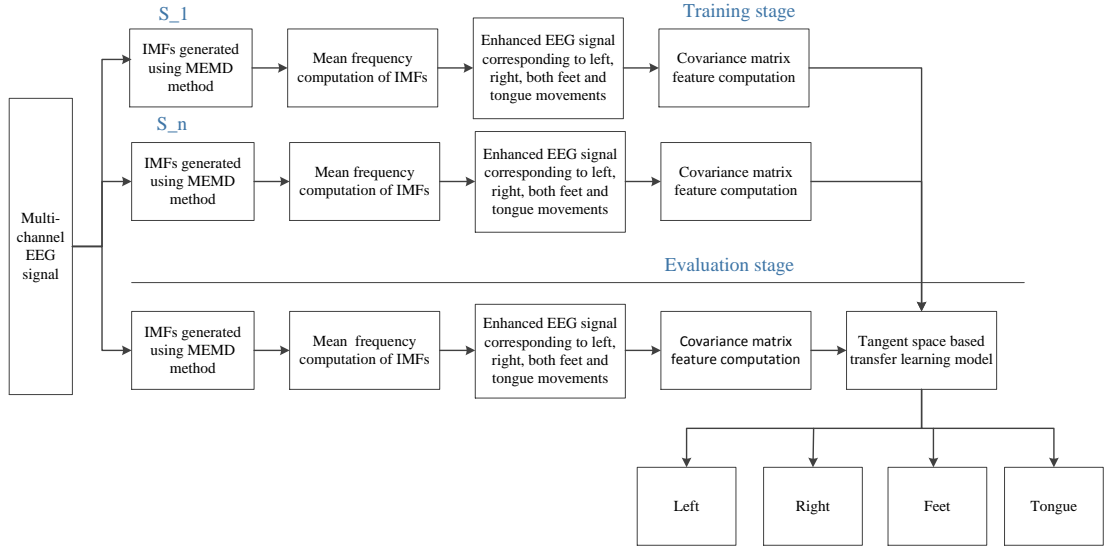 S_1
Training stage
IMFs generated
using MEMD
method
Mean frequency
computation of IMFs
Enhanced EEG signal
corresponding to left,
right, both feet and
tongue movements
Covariance matrix
feature computation
S_n
IMFs generated
using MEMD
method
Mean frequency
computation of IMFs
Enhanced EEG signal
corresponding to left,
right, both feet and
tongue movements
Covariance matrix
feature computation
Multi-
channel
EEG
signal
Evaluation stage
IMFs generated
using MEMD
method
Mean frequency
computation of IMFs
Enhanced EEG signal
corresponding to left,
right, both feet and
tongue movements
Covariance matrix
feature computation
Tangent space based
transfer learning model
Left
Right
Feet
Tongue